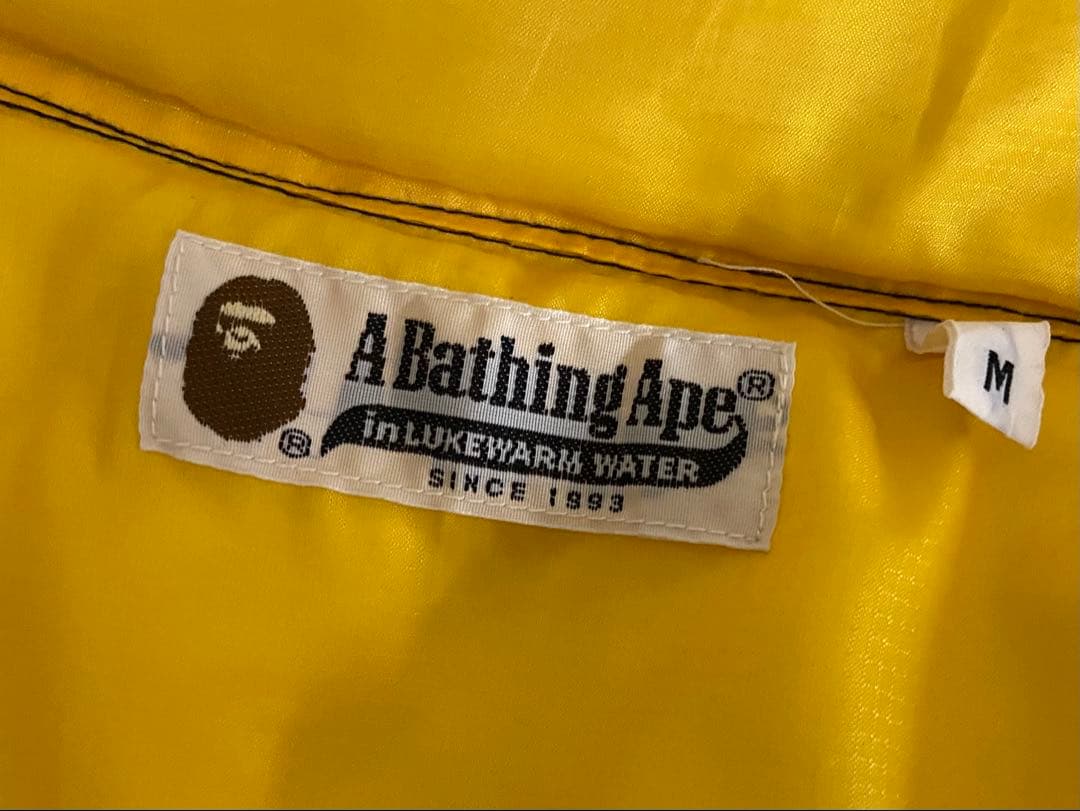 A Bathing Ape®
in LUKEWARM WATER
SINCE 1993
®
M